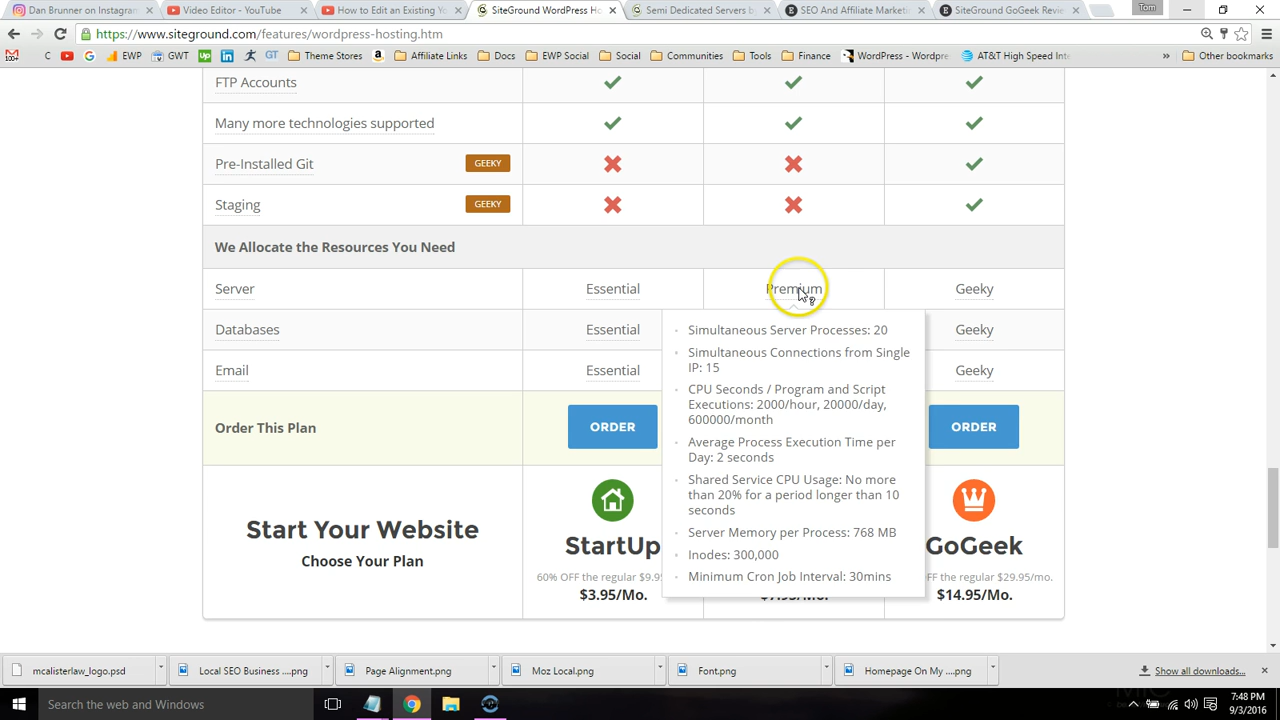 Dan Brunner on Instagram
Video Editor - YouTube
How to Edit an Existing Yo
SiteGround WordPress Ho
Semi Dedicated Servers by
SEO And Affiliate Marketi
SiteGround GoGeek Revie
Tom
https://www.siteground.com/features/wordpress-hosting.htm
100+
C
EWP
GWT
Up
in
GT
Theme Stores
a
Affiliate Links
Docs
EWP Social
Social
Communities
Tools
Finance
WordPress - Wordpre
AT&T High Speed Inte
»
Other bookmarks
FTP Accounts
Many more technologies supported
Pre-Installed Git GEEKY
Staging GEEKY
We Allocate the Resources You Need
Server Essential Premium Geeky
Databases Essential Geeky
Email Essential Geeky
Simultaneous Server Processes: 20
Simultaneous Connections from Single
IP: 15
CPU Seconds / Program and Script
Executions: 2000/hour, 20000/day,
600000/month
Average Process Execution Time per
Day: 2 seconds
Shared Service CPU Usage: No more
than 20% for a period longer than 10
seconds
Server Memory per Process: 768 MB
Inodes: 300,000
Minimum Cron Job Interval: 30mins
Order This Plan ORDER ORDER
Start Your Website
Choose Your Plan
StartUp
60% OFF the regular $9.95
$3.95/Mo.
$7.95/Mo.
GoGeek
OFF the regular $29.95/mo.
$14.95/Mo.
mcalisterlaw_logo.psd
Local SEO Business ....png
Page Alignment.png
Moz Local.png
Font.png
Homepage On My ....png
Show all downloads...
Search the web and Windows
7:48 PM
9/3/2016